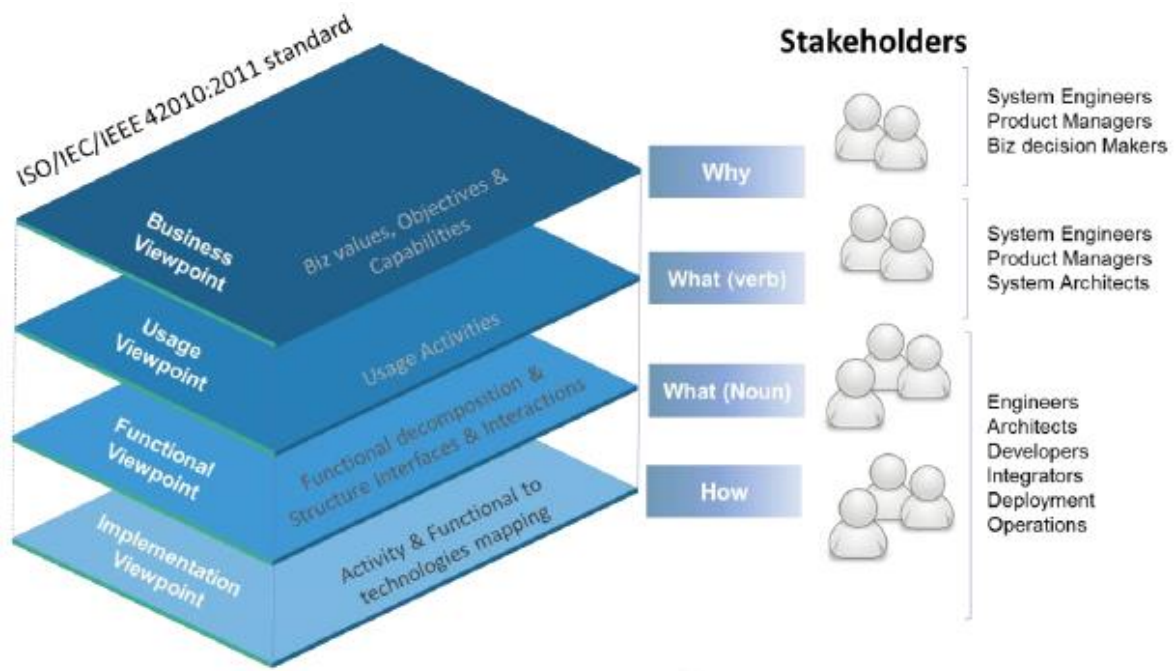 ISO/IEC/IEEE 42010:2011 standard
Stakeholders
Business
Viewpoint
Biz values, Objectives &
Capabilities
Why
System Engineers
Product Managers
Biz decision Makers
Usage
Viewpoint
Usage Activities
What (verb)
System Engineers
Product Managers
System Architects
Functional
Viewpoint
Functional decomposition &
Structure Interfaces & Interactions
What (Noun)
Implementation
Viewpoint
Activity & Functional to
technologies mapping
How
Engineers
Architects
Developers
Integrators
Deployment
Operations